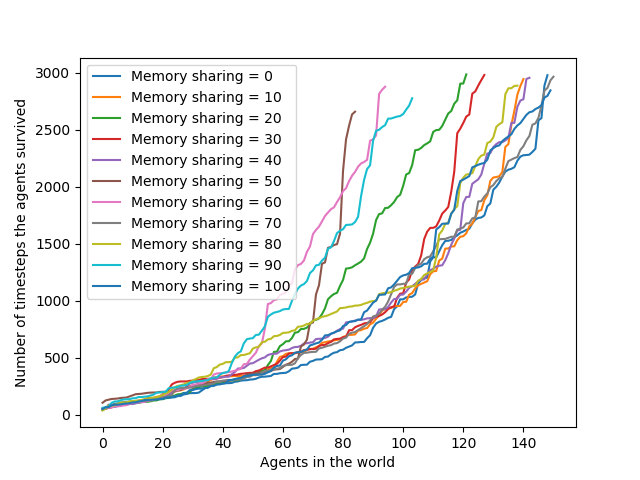 3000
2500
2000
1500
1000
500
0
Number of timesteps the agents survived
Memory sharing = 0
Memory sharing = 10
Memory sharing = 20
Memory sharing = 30
Memory sharing = 40
Memory sharing = 50
Memory sharing = 60
Memory sharing = 70
Memory sharing = 80
Memory sharing = 90
Memory sharing = 100
0 20 40 60 80 100 120 140
Agents in the world